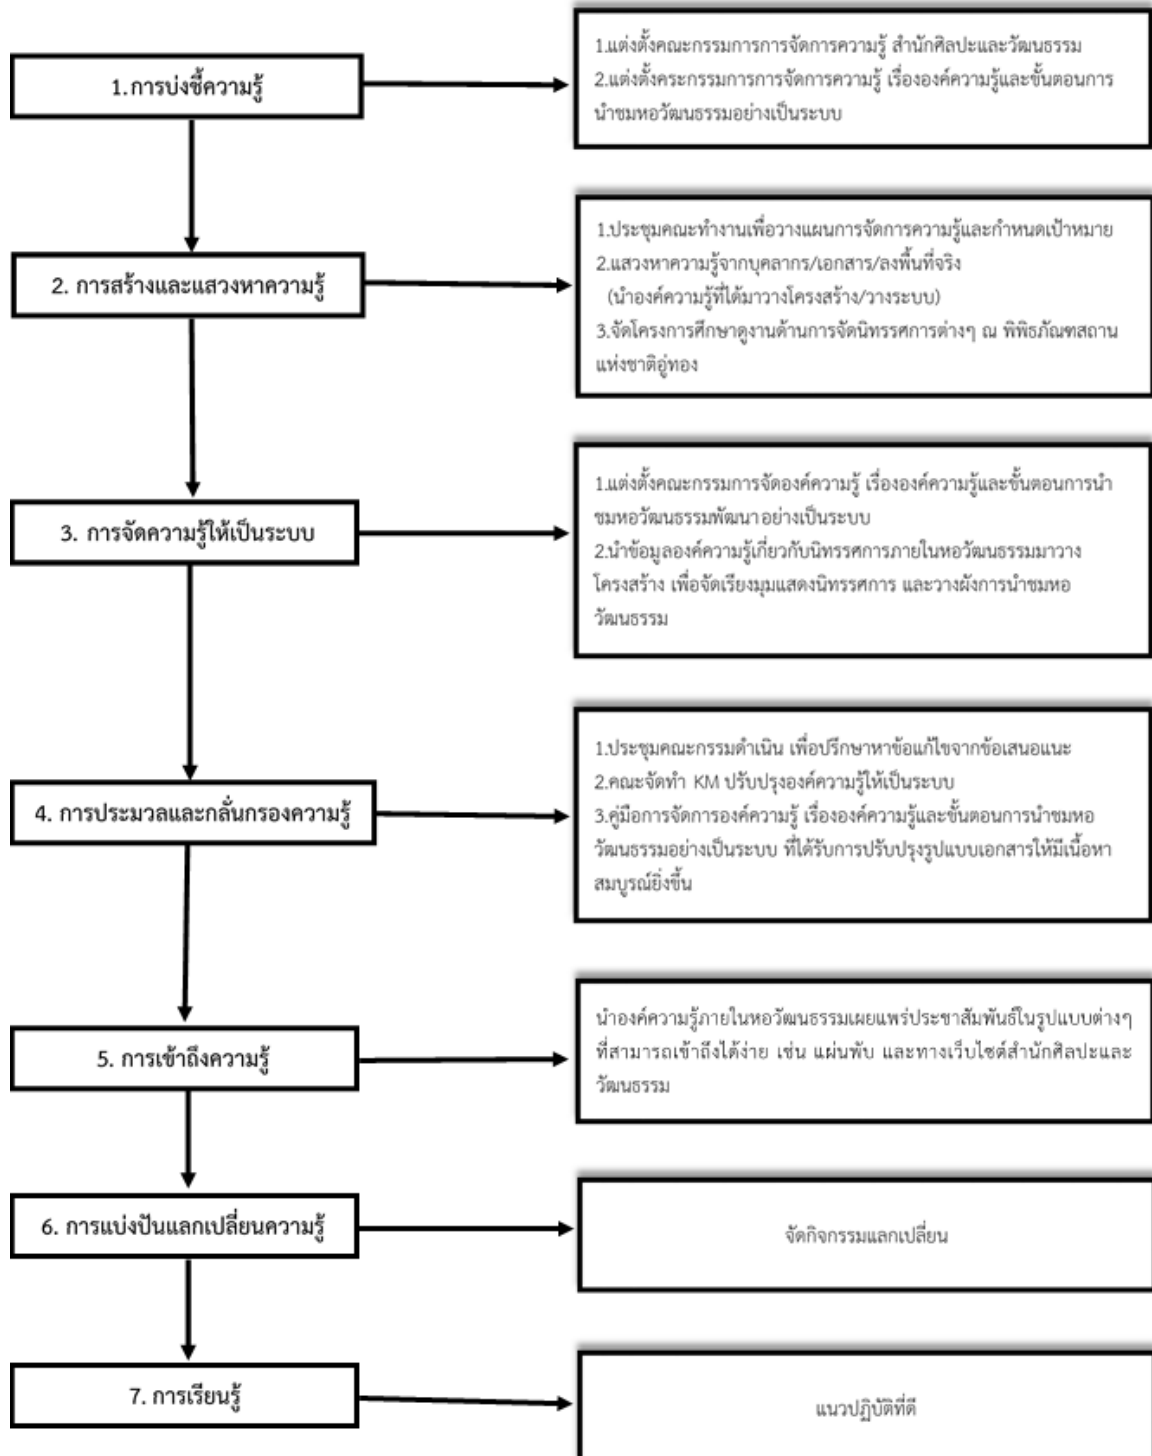 1.การบ่งชี้ความรู้
1.แต่งตั้งคณะกรรมการการจัดการความรู้ สำนักศิลปะและวัฒนธรรม
2.แต่งตั้งคระกรรมการการจัดการความรู้ เรื่ององค์ความรู้และขั้นตอนการ
นำชมหอวัฒนธรรมอย่างเป็นระบบ
2. การสร้างและแสวงหาความรู้
1.ประชุมคณะทำงานเพื่อวางแผนการจัดการความรู้และกำหนดเป้าหมาย
2.แสวงหาความรู้จากบุคลากร/เอกสาร/ลงพื้นที่จริง
(นำองค์ความรู้ที่ได้มาวางโครงสร้าง/วางระบบ)
3.จัดโครงการศึกษาดูงานด้านการจัดนิทรรศการต่างๆ ณ พิพิธภัณฑสถาน
แห่งชาติอู่ทอง
3. การจัดความรู้ให้เป็นระบบ
1.แต่งตั้งคณะกรรมการจัดองค์ความรู้ เรื่ององค์ความรู้และขั้นตอนการนำ
ชมหอวัฒนธรรมพัฒนาอย่างเป็นระบบ
2.นำข้อมูลองค์ความรู้เกี่ยวกับนิทรรศการภายในหอวัฒนธรรมมาวาง
โครงสร้าง เพื่อจัดเรียงมุมแสดงนิทรรศการ และวางผังการนำชมหอ
วัฒนธรรม
4. การประมวลและกลั่นกรองความรู้
1.ประชุมคณะกรรมดำเนิน เพื่อปรึกษาหาข้อแก้ไขจากข้อเสนอแนะ
2.คณะจัดทำ KM ปรับปรุงองค์ความรู้ให้เป็นระบบ
3.คู่มือการจัดการองค์ความรู้ เรื่ององค์ความรู้และขั้นตอนการนำชมหอ
วัฒนธรรมอย่างเป็นระบบ ที่ได้รับการปรับปรุงรูปแบบเอกสารให้มีเนื้อหา
สมบูรณ์ยิ่งขึ้น
5. การเข้าถึงความรู้
นำองค์ความรู้ภายในหอวัฒนธรรมเผยแพร่ประชาสัมพันธ์ในรูปแบบต่างๆ
ที่สามารถเข้าถึงได้ง่าย เช่น แผ่นพับ และทางเว็บไซต์สำนักศิลปะและ
วัฒนธรรม
6. การแบ่งปันแลกเปลี่ยนความรู้
จัดกิจกรรมแลกเปลี่ยน
7. การเรียนรู้
แนวปฏิบัติที่ดี